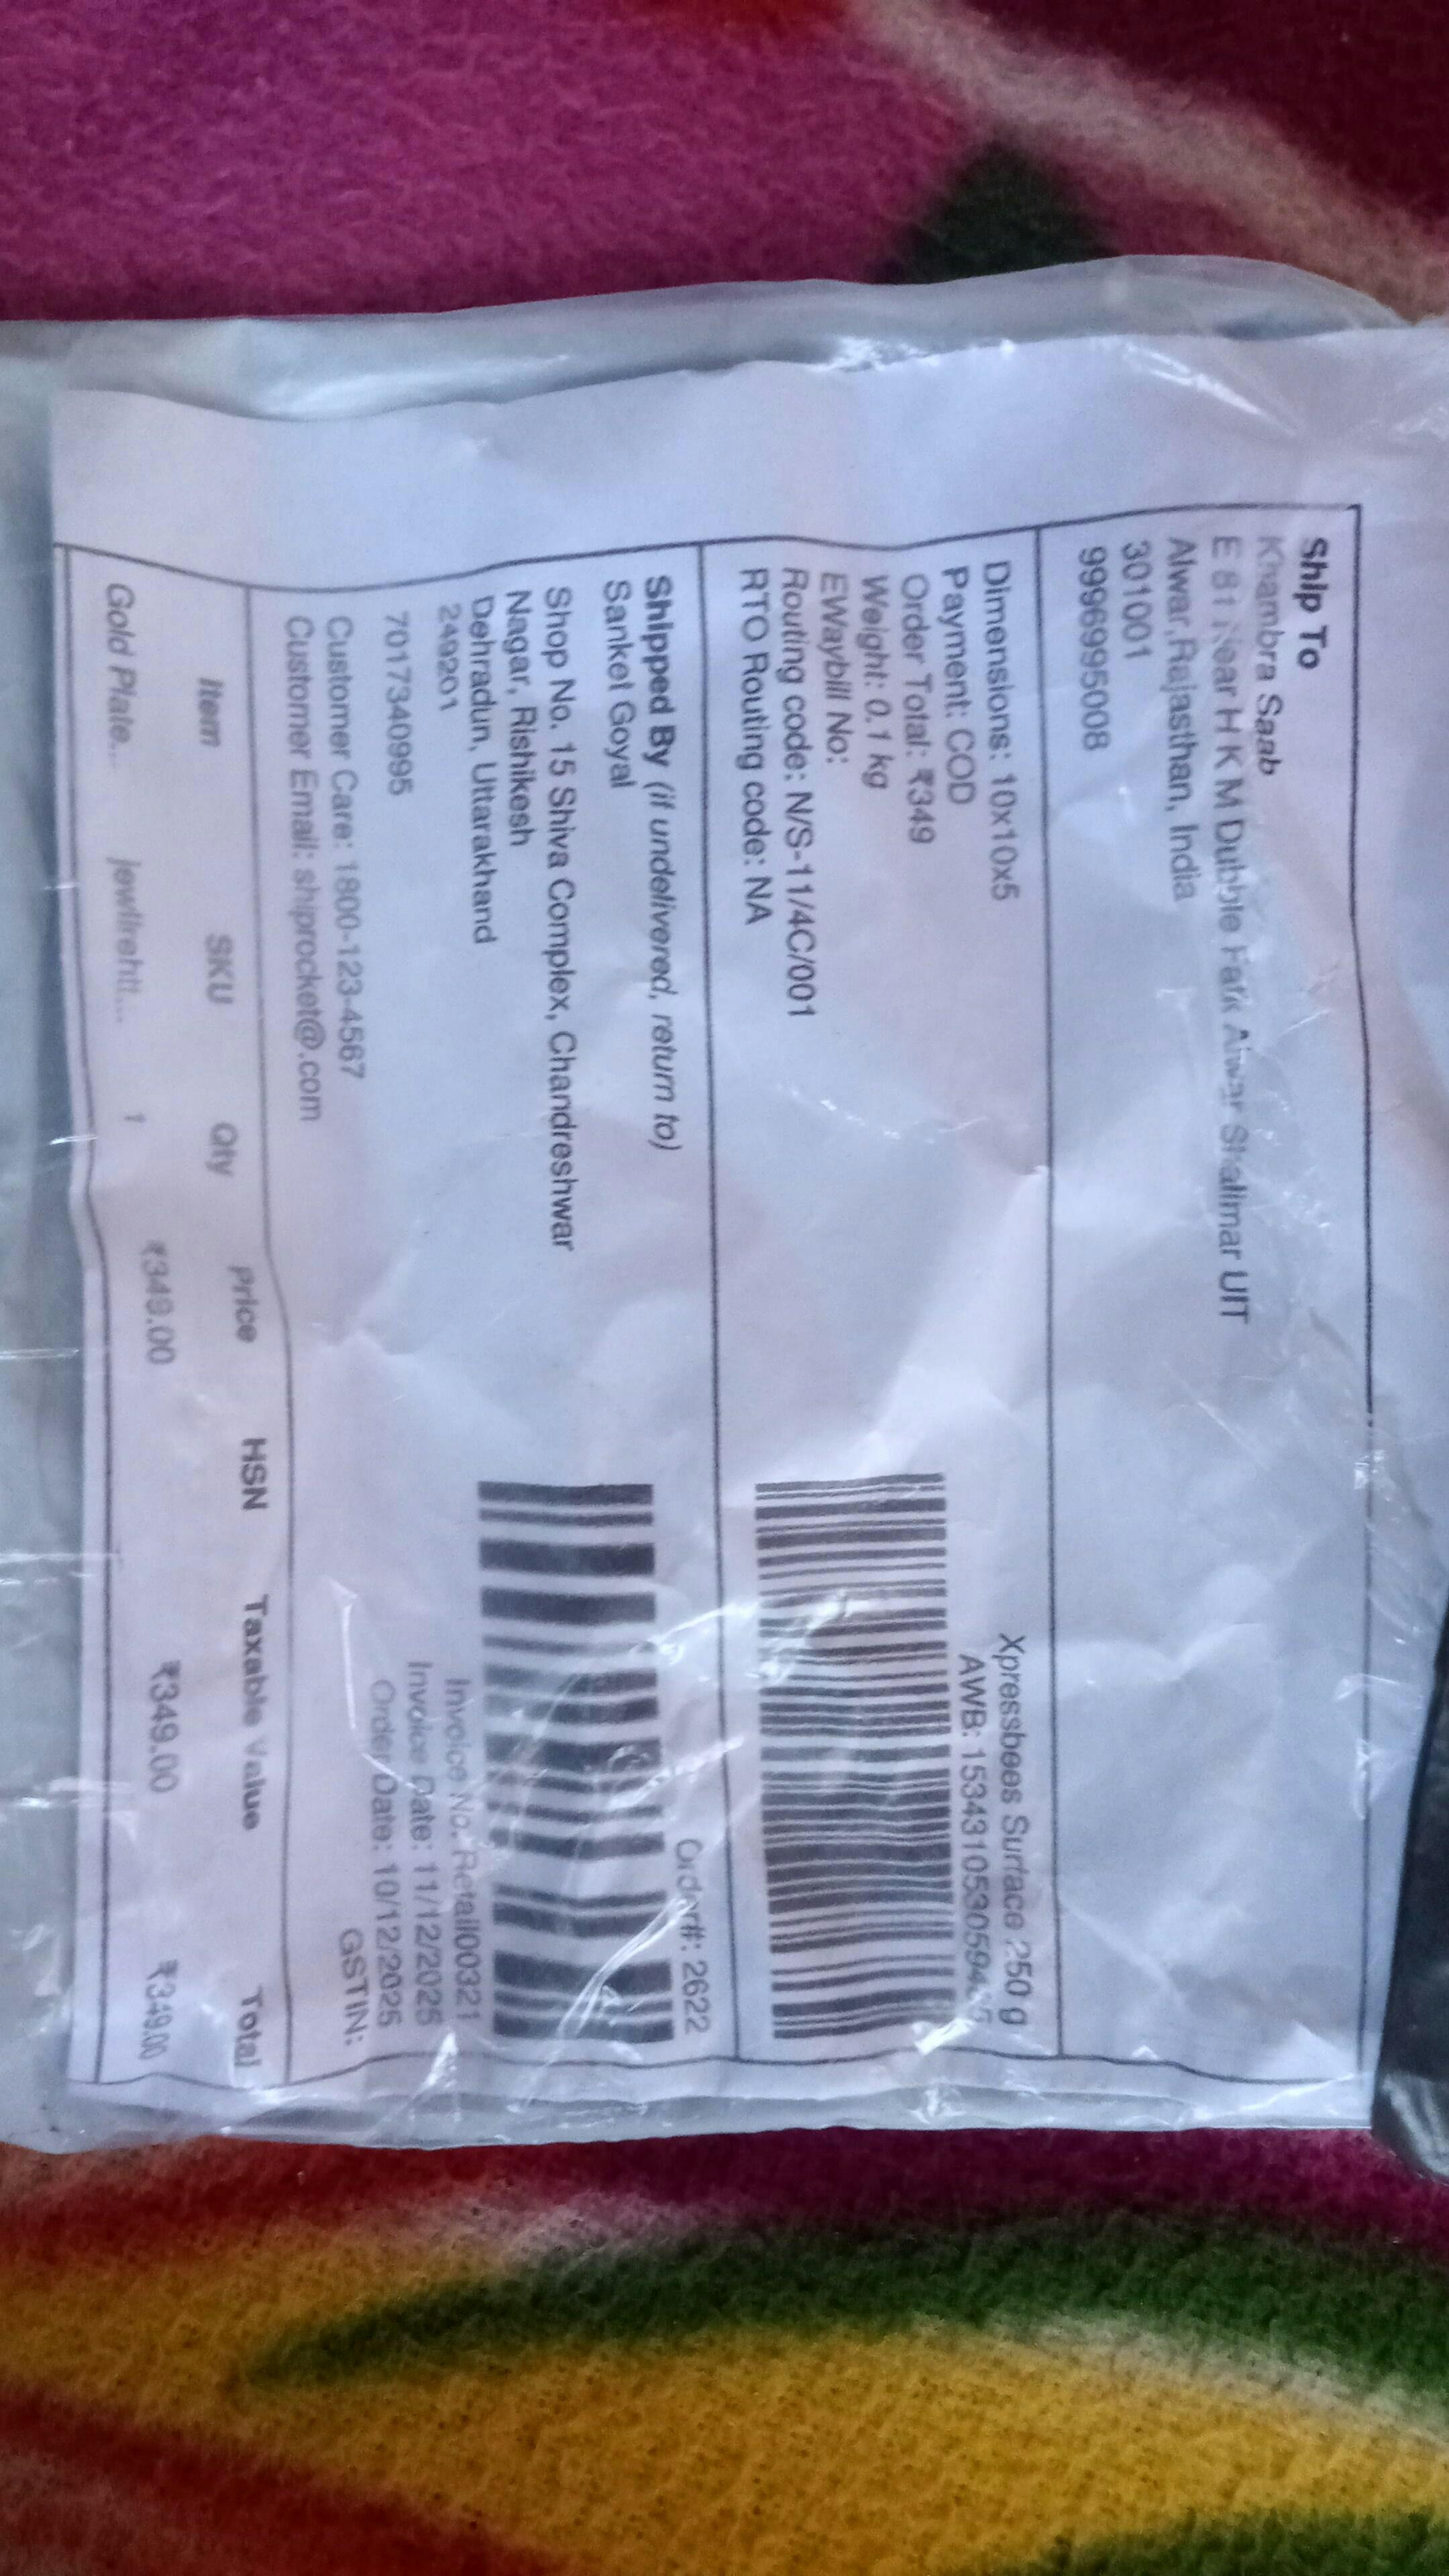 Ship To
Khambra Saab
E 81 Near H K M Dubble Fatk Alwar Shalimar UIT
Alwar,Rajasthan, India
301001
9996995008
Dimensions: 10x10x5
Payment: COD
Order Total: ₹349
Weight: 0.1 kg
EWaybill No:
Routing code: N/S-11/4C/001
RTO Routing code: NA
Xpressbees Surface 250 g
AWB:
Shipped By (if undelivered, return to)
Sanket Goyal
Shop No. 15 Shiva Complex, Chandreshwar
Nagar, Rishikesh
Dehradun, Uttarakhand
249201
7017340995
Customer Care: 1800-123-4567
Customer Email: shiprocket@.com
Order#: 2622
Invoice No. Retail00321
Invoice Date: 11/12/2025
Order Date: 10/12/2025
GSTIN:
Item SKU Qty Price HSN Taxable Value Total
Gold Plate... 1 ₹349.00 ₹349.00 ₹349.00